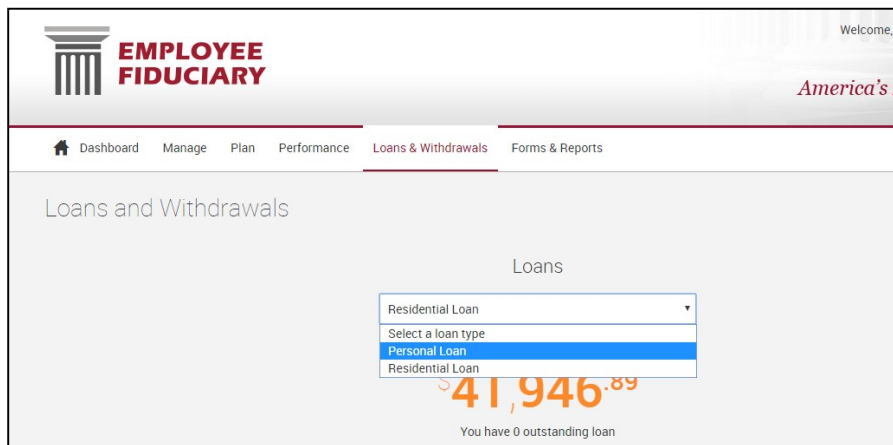 Welcome,
EMPLOYEE
FIDUCIARY
America's
Dashboard Manage Plan Performance Loans & Withdrawals Forms & Reports
Loans and Withdrawals
Loans
Residential Loan
Select a loan type
Personal Loan
Residential Loan
$41,946.89
You have 0 outstanding loan